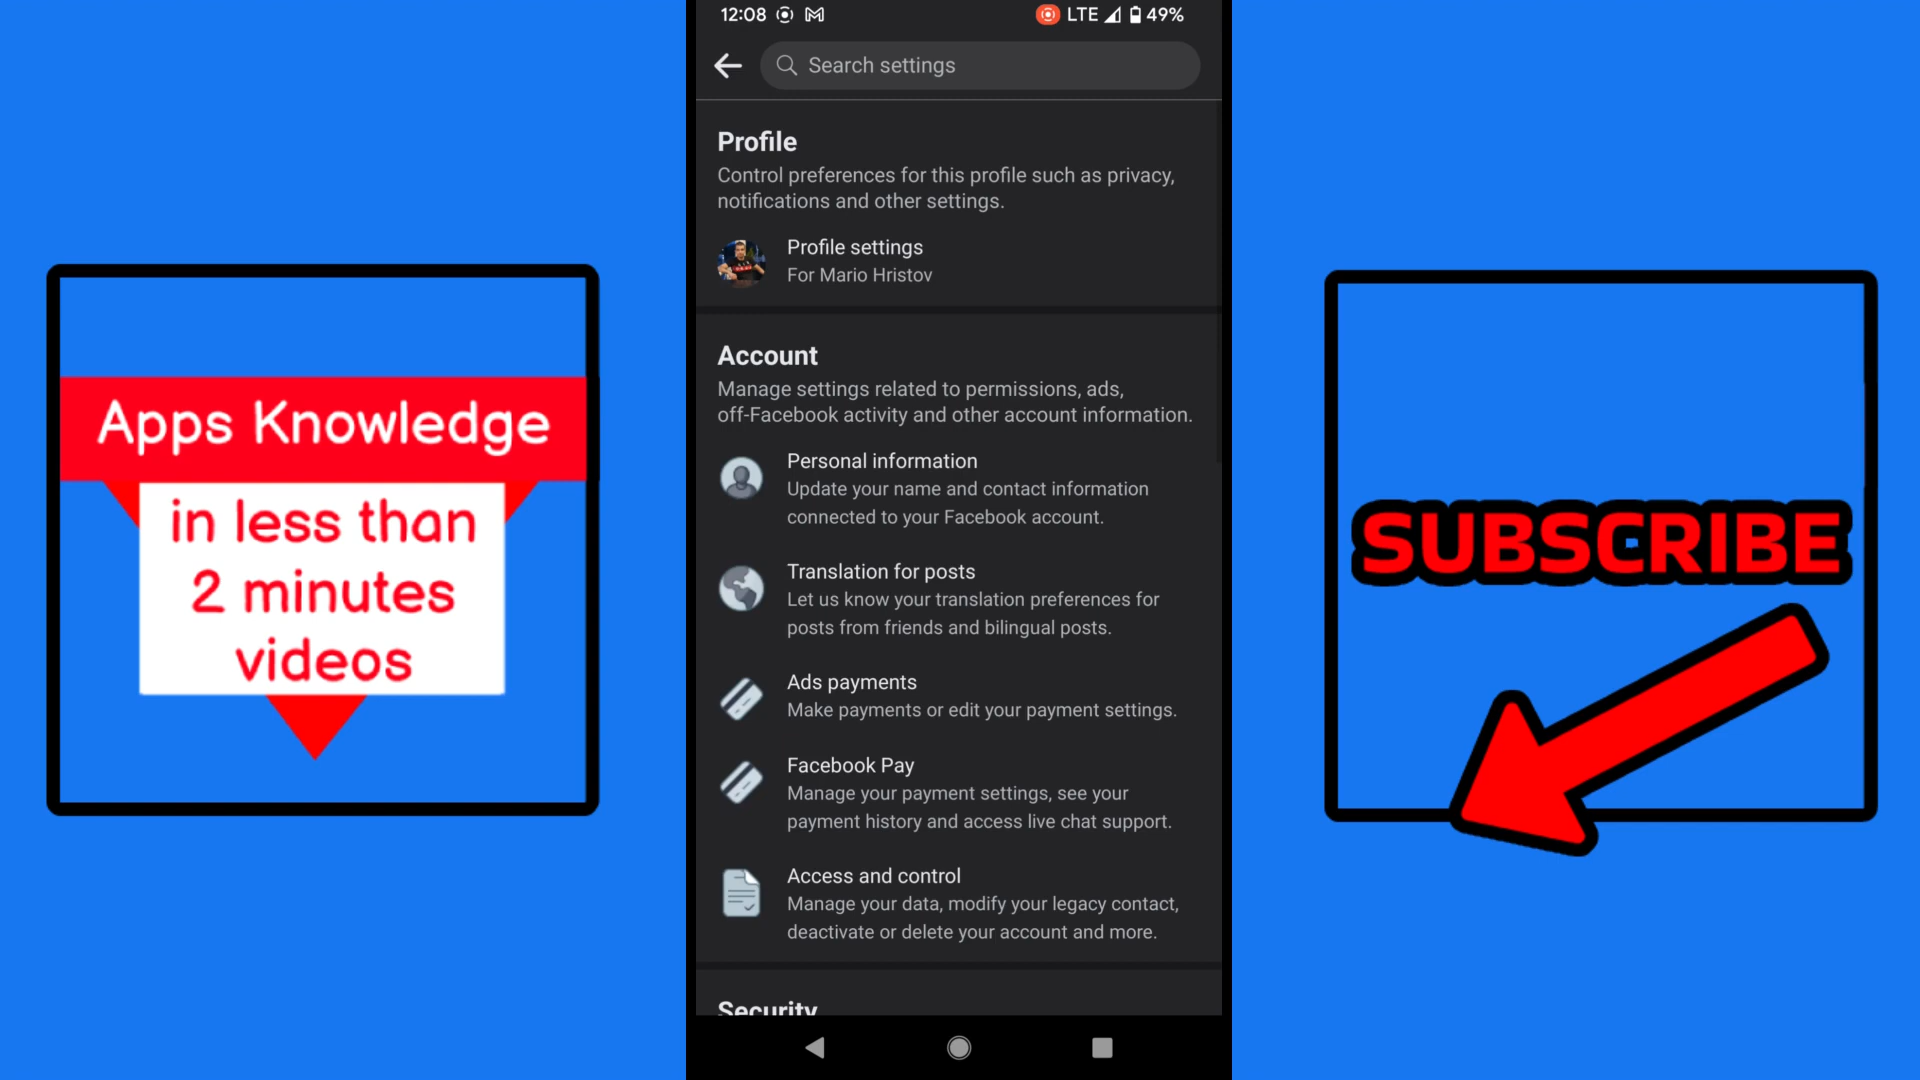 12:08
LTE 49%
Search settings
Profile
Control preferences for this profile such as privacy,
notifications and other settings.
Profile settings
For Mario Hristov
Account
Manage settings related to permissions, ads,
off-Facebook activity and other account information.
Personal information
Update your name and contact information
connected to your Facebook account.
Translation for posts
Let us know your translation preferences for
posts from friends and bilingual posts.
Ads payments
Make payments or edit your payment settings.
Facebook Pay
Manage your payment settings, see your
payment history and access live chat support.
Access and control
Manage your data, modify your legacy contact,
deactivate or delete your account and more.
Security
Apps Knowledge
in less than
2 minutes
videos
SUBSCRIBE